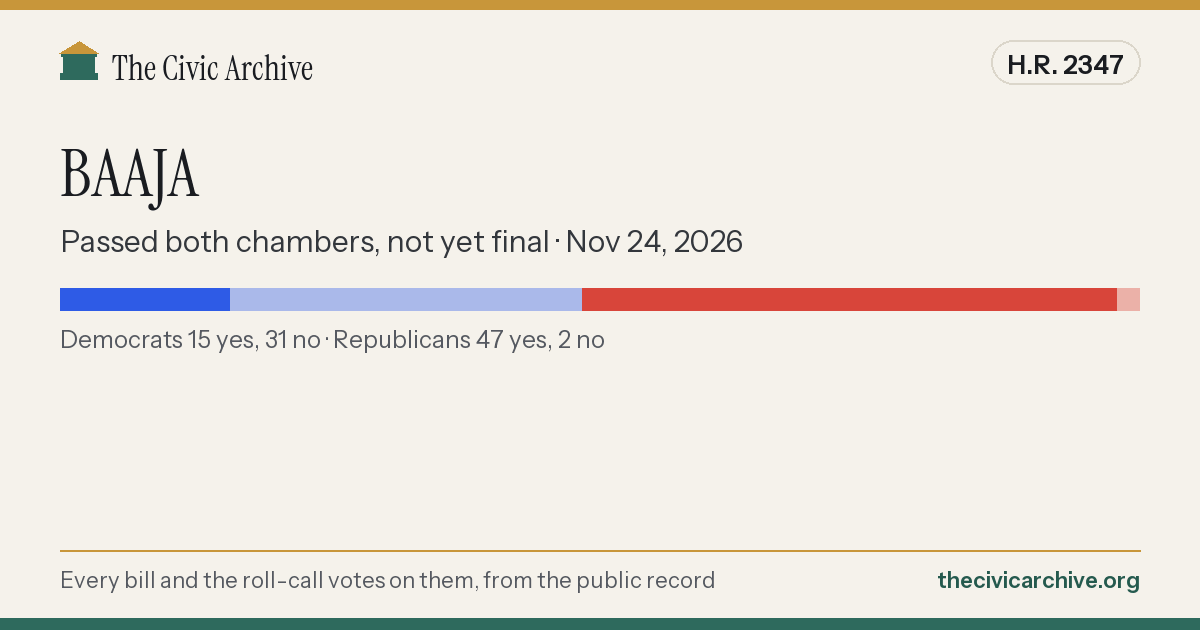 The Civic Archive
H.R. 2347
BAAJA
Passed both chambers, not yet final · Nov 24, 2026
Democrats 15 yes, 31 no · Republicans 47 yes, 2 no
Every bill and the roll-call votes on them, from the public record
thecivicarchive.org